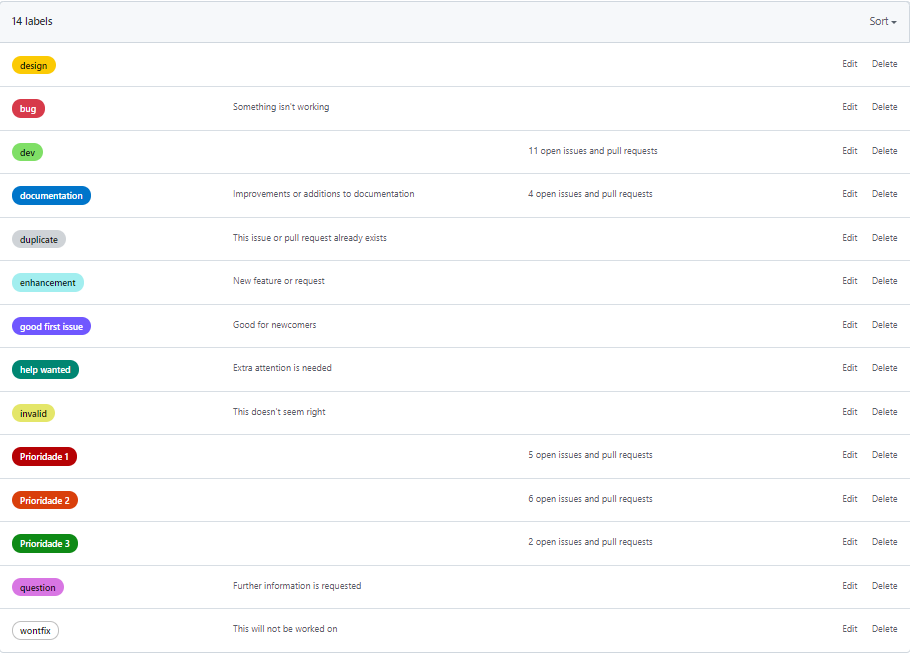 14 labels Sort
design Edit Delete
bug Something isn't working Edit Delete
dev 11 open issues and pull requests Edit Delete
documentation Improvements or additions to documentation 4 open issues and pull requests Edit Delete
duplicate This issue or pull request already exists Edit Delete
enhancement New feature or request Edit Delete
good first issue Good for newcomers Edit Delete
help wanted Extra attention is needed Edit Delete
invalid This doesn't seem right Edit Delete
Prioridade 1 5 open issues and pull requests Edit Delete
Prioridade 2 6 open issues and pull requests Edit Delete
Prioridade 3 2 open issues and pull requests Edit Delete
question Further information is requested Edit Delete
wontfix This will not be worked on Edit Delete